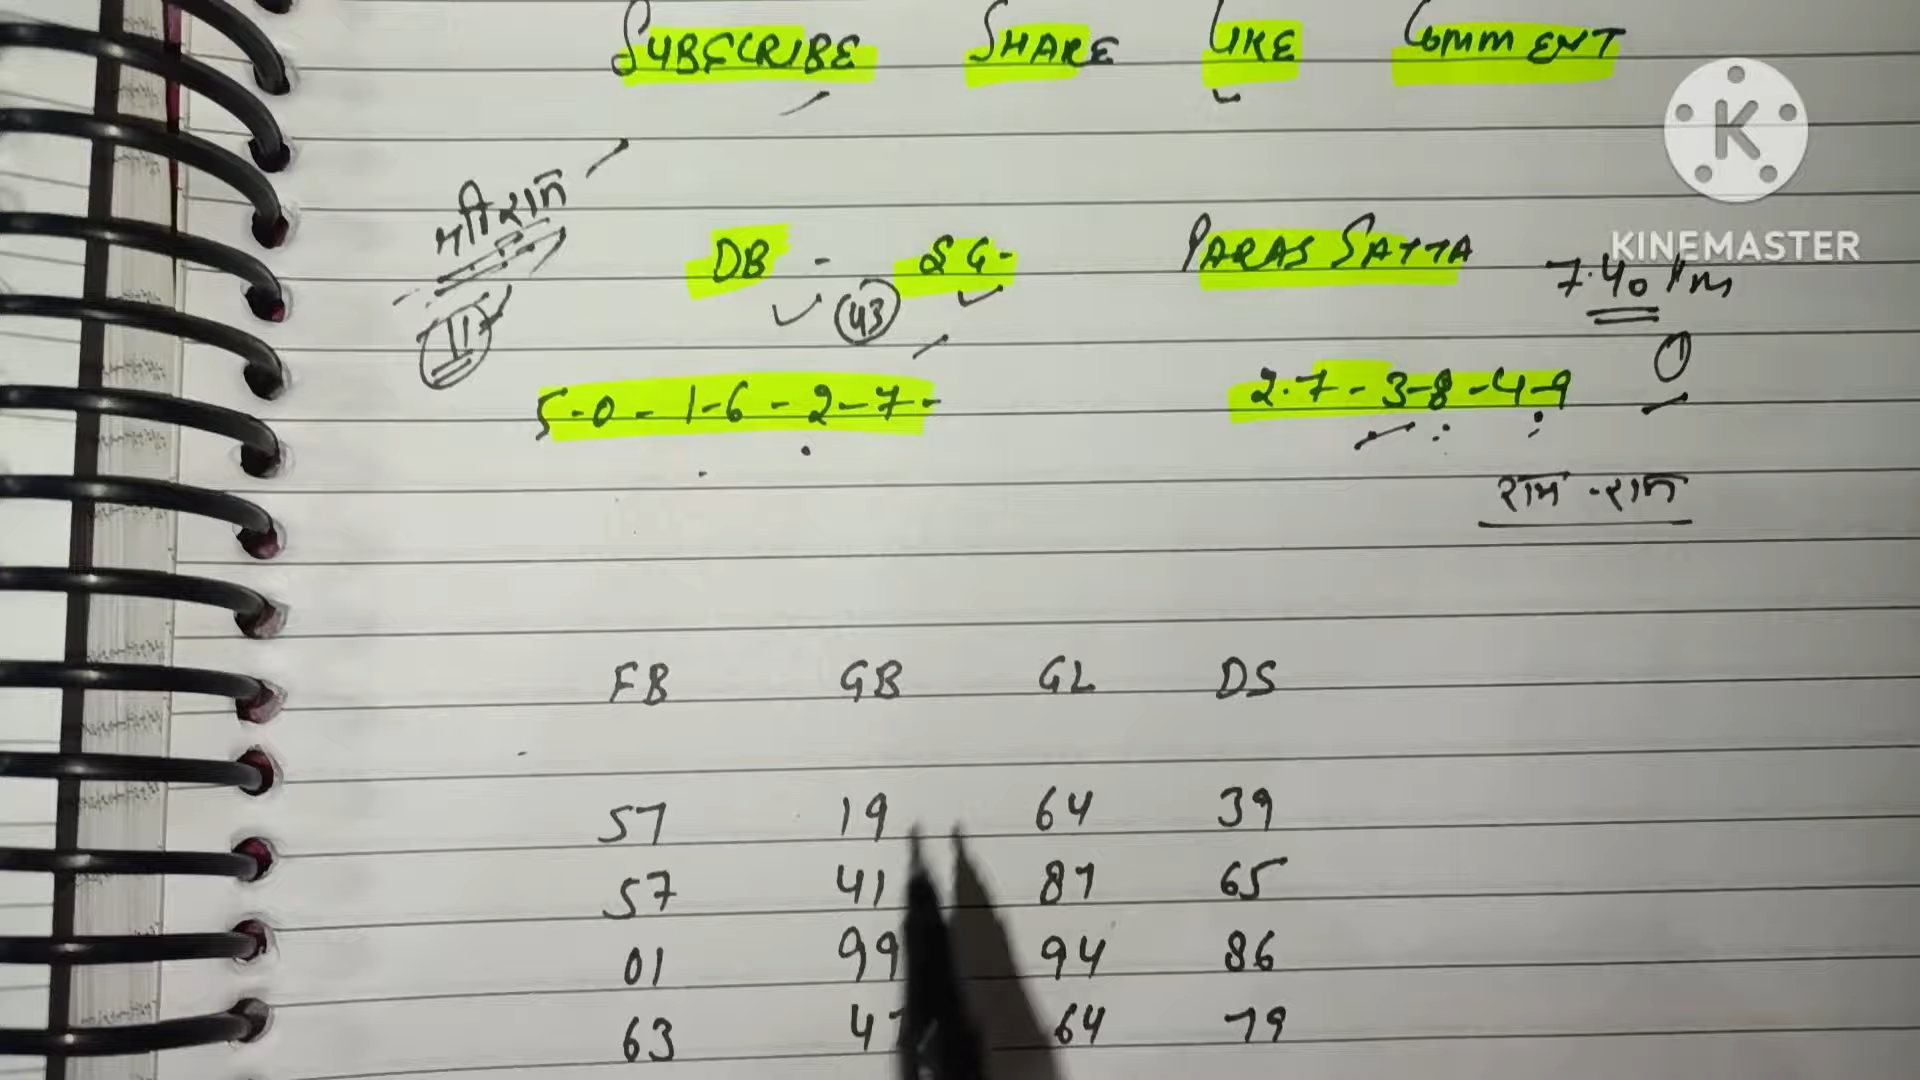 SUBSCRIBE SHARE LIKE COMMENT
K
KINEMASTER
DB - SG- PARAS SATTA
7.40 Pm
43
11
5-0-1-6-2-7- 2.7-3-8-4-9
राम-राम
FB GB GL DS
57 19 64 39
57 41 87 65
01 99 94 86
63 64 79